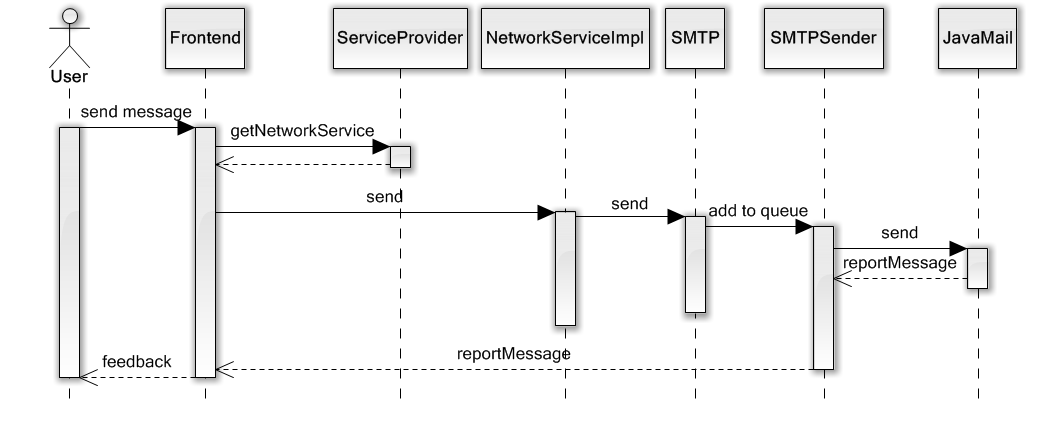 Frontend
ServiceProvider
NetworkServiceImpl
SMTP
SMTPSender
JavaMail
User
send message
getNetworkService
send
send
add to queue
send
reportMessage
reportMessage
feedback